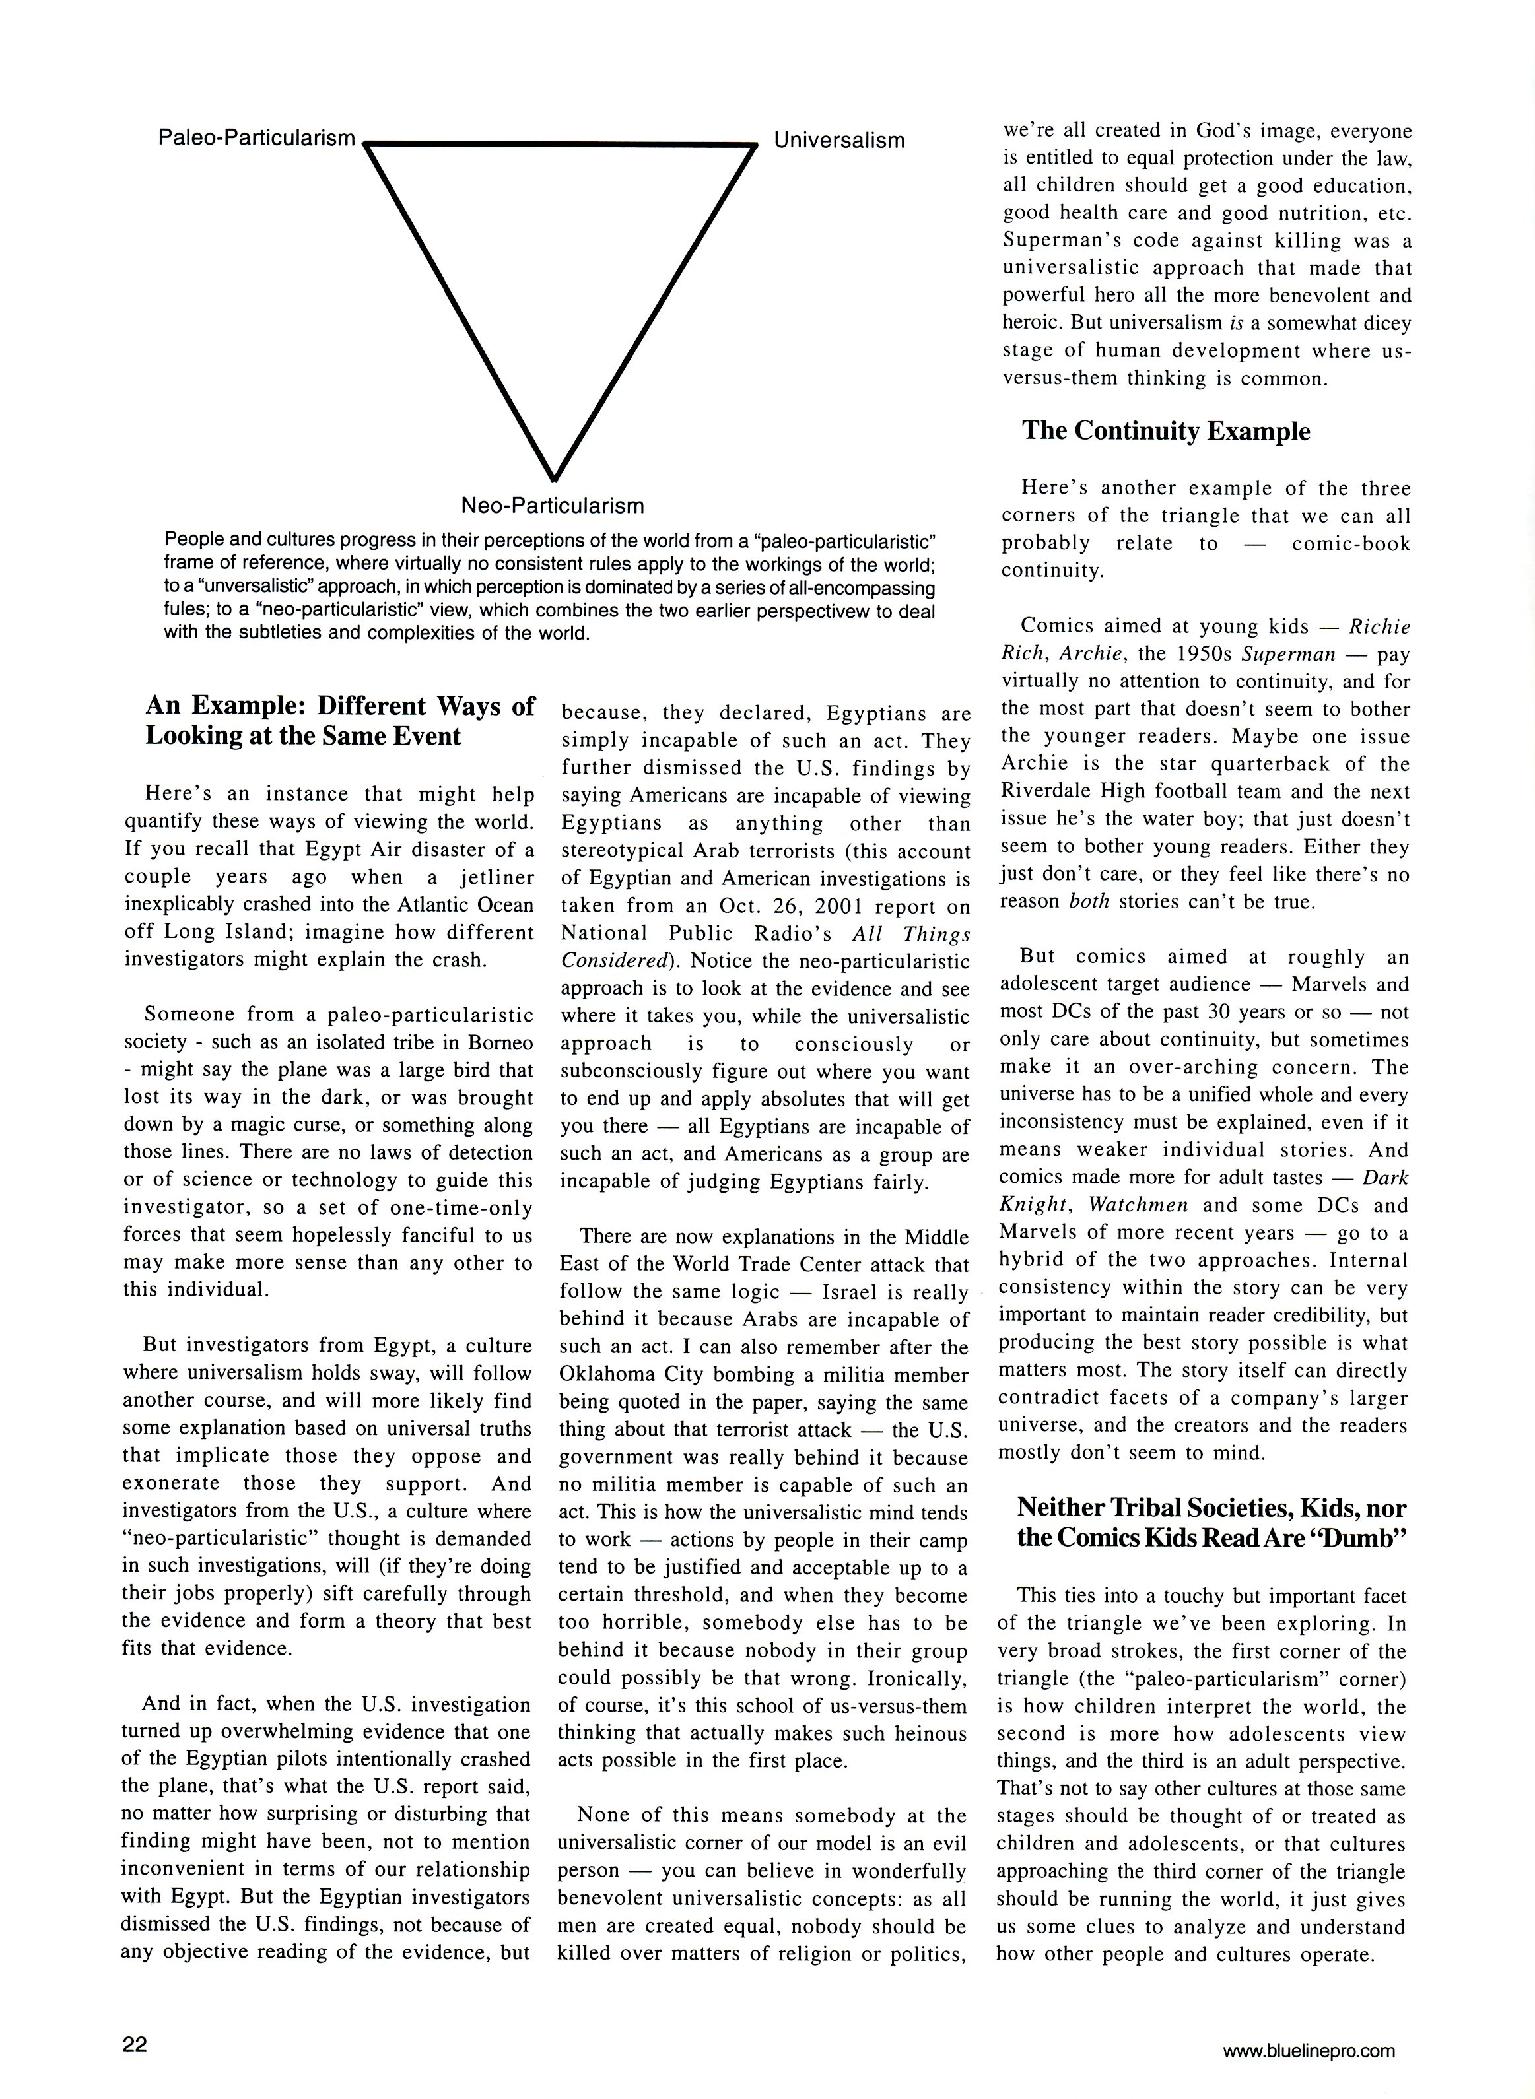 Paleo-Particularism
Universalism
Neo-Particularism
People and cultures progress in their perceptions of the world from a “paleo-particularistic”
frame of reference, where virtually no consistent rules apply to the workings of the world;
to a “unversalistic” approach, in which perception is dominated by a series of all-encompassing
fules; to a “neo-particularistic” view, which combines the two earlier perspectivew to deal
with the subtleties and complexities of the world.
An Example: Different Ways of
Looking at the Same Event
Here’s an instance that might help
quantify these ways of viewing the world.
If you recall that Egypt Air disaster of a
couple years ago when a jetliner
inexplicably crashed into the Atlantic Ocean
off Long Island; imagine how different
investigators might explain the crash.
Someone from a paleo-particularistic
society - such as an isolated tribe in Borneo
- might say the plane was a large bird that
lost its way in the dark, or was brought
down by a magic curse, or something along
those lines. There are no laws of detection
or of science or technology to guide this
investigator, so a set of one-time-only
forces that seem hopelessly fanciful to us
may make more sense than any other to
this individual.
But investigators from Egypt, a culture
where universalism holds sway, will follow
another course, and will more likely find
some explanation based on universal truths
that implicate those they oppose and
exonerate those they support. And
investigators from the U.S., a culture where
“neo-particularistic” thought is demanded
in such investigations, will (if they’re doing
their jobs properly) sift carefully through
the evidence and form a theory that best
fits that evidence.
And in fact, when the U.S. investigation
turned up overwhelming evidence that one
of the Egyptian pilots intentionally crashed
the plane, that’s what the U.S. report said,
no matter how surprising or disturbing that
finding might have been, not to mention
inconvenient in terms of our relationship
with Egypt. But the Egyptian investigators
dismissed the U.S. findings, not because of
any objective reading of the evidence, but
because, they declared, Egyptians are
simply incapable of such an act. They
further dismissed the U.S. findings by
saying Americans are incapable of viewing
Egyptians as anything other than
stereotypical Arab terrorists (this account
of Egyptian and American investigations is
taken from an Oct. 26, 2001 report on
National Public Radio’s All Things
Considered). Notice the neo-particularistic
approach is to look at the evidence and see
where it takes you, while the universalistic
approach is to consciously or
subconsciously figure out where you want
to end up and apply absolutes that will get
you there — all Egyptians are incapable of
such an act, and Americans as a group are
incapable of judging Egyptians fairly.
There are now explanations in the Middle
East of the World Trade Center attack that
follow the same logic — Israel is really
behind it because Arabs are incapable of
such an act. I can also remember after the
Oklahoma City bombing a militia member
being quoted in the paper, saying the same
thing about that terrorist attack — the U.S.
government was really behind it because
no militia member is capable of such an
act. This is how the universalistic mind tends
to work — actions by people in their camp
tend to be justified and acceptable up to a
certain threshold, and when they become
too horrible, somebody else has to be
behind it because nobody in their group
could possibly be that wrong. Ironically,
of course, it’s this school of us-versus-them
thinking that actually makes such heinous
acts possible in the first place.
None of this means somebody at the
universalistic corner of our model is an evil
person — you can believe in wonderfully
benevolent universalistic concepts: as all
men are created equal, nobody should be
killed over matters of religion or politics,
we’re all created in God’s image, everyone
is entitled to equal protection under the law,
all children should get a good education,
good health care and good nutrition, etc.
Superman’s code against killing was a
universalistic approach that made that
powerful hero all the more benevolent and
heroic. But universalism is a somewhat dicey
stage of human development where us-
versus-them thinking is common.
The Continuity Example
Here’s another example of the three
corners of the triangle that we can all
probably relate to — comic-book
continuity.
Comics aimed at young kids — Richie
Rich, Archie, the 1950s Superman — pay
virtually no attention to continuity, and for
the most part that doesn’t seem to bother
the younger readers. Maybe one issue
Archie is the star quarterback of the
Riverdale High football team and the next
issue he’s the water boy; that just doesn’t
seem to bother young readers. Either they
just don’t care, or they feel like there’s no
reason both stories can’t be true.
But comics aimed at roughly an
adolescent target audience — Marvels and
most DCs of the past 30 years or so — not
only care about continuity, but sometimes
make it an over-arching concern. The
universe has to be a unified whole and every
inconsistency must be explained, even if it
means weaker individual stories. And
comics made more for adult tastes — Dark
Knight, Watchmen and some DCs and
Marvels of more recent years — go to a
hybrid of the two approaches. Internal
consistency within the story can be very
important to maintain reader credibility, but
producing the best story possible is what
matters most. The story itself can directly
contradict facets of a company’s larger
universe, and the creators and the readers
mostly don’t seem to mind.
Neither Tribal Societies, Kids, nor
the Comics Kids Read Are “Dumb”
This ties into a touchy but important facet
of the triangle we’ve been exploring. In
very broad strokes, the first corner of the
triangle (the “paleo-particularism” corner)
is how children interpret the world, the
second is more how adolescents view
things, and the third is an adult perspective.
That’s not to say other cultures at those same
stages should be thought of or treated as
children and adolescents, or that cultures
approaching the third corner of the triangle
should be running the world, it just gives
us some clues to analyze and understand
how other people and cultures operate.
22
www.bluelinepro.com